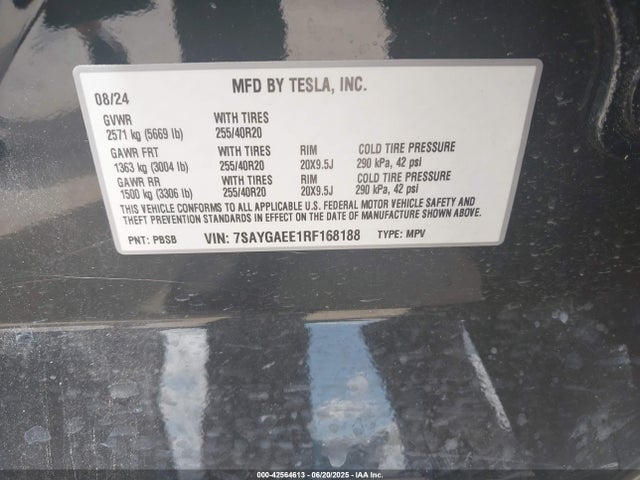 MFD BY TESLA, INC.
08/24
GVWR WITH TIRES
2571 kg (5669 lb) 255/40R20
GAWR FRT WITH TIRES RIM COLD TIRE PRESSURE
1363 kg (3004 lb) 255/40R20 20X9.5J 290 kPa, 42 psi
GAWR RR WITH TIRES RIM COLD TIRE PRESSURE
1500 kg (3306 lb) 255/40R20 20X9.5J 290 kPa, 42 psi
THIS VEHICLE CONFORMS TO ALL APPLICABLE U.S. FEDERAL MOTOR VEHICLE SAFETY AND
THEFT PREVENTION STANDARDS IN EFFECT ON THE DATE OF MANUFACTURE SHOWN ABOVE.
PNT: PBSB VIN: 7SAYGAEE1RF168188 TYPE: MPV
000-42564613 | 06/20/2025 | IAA Inc.